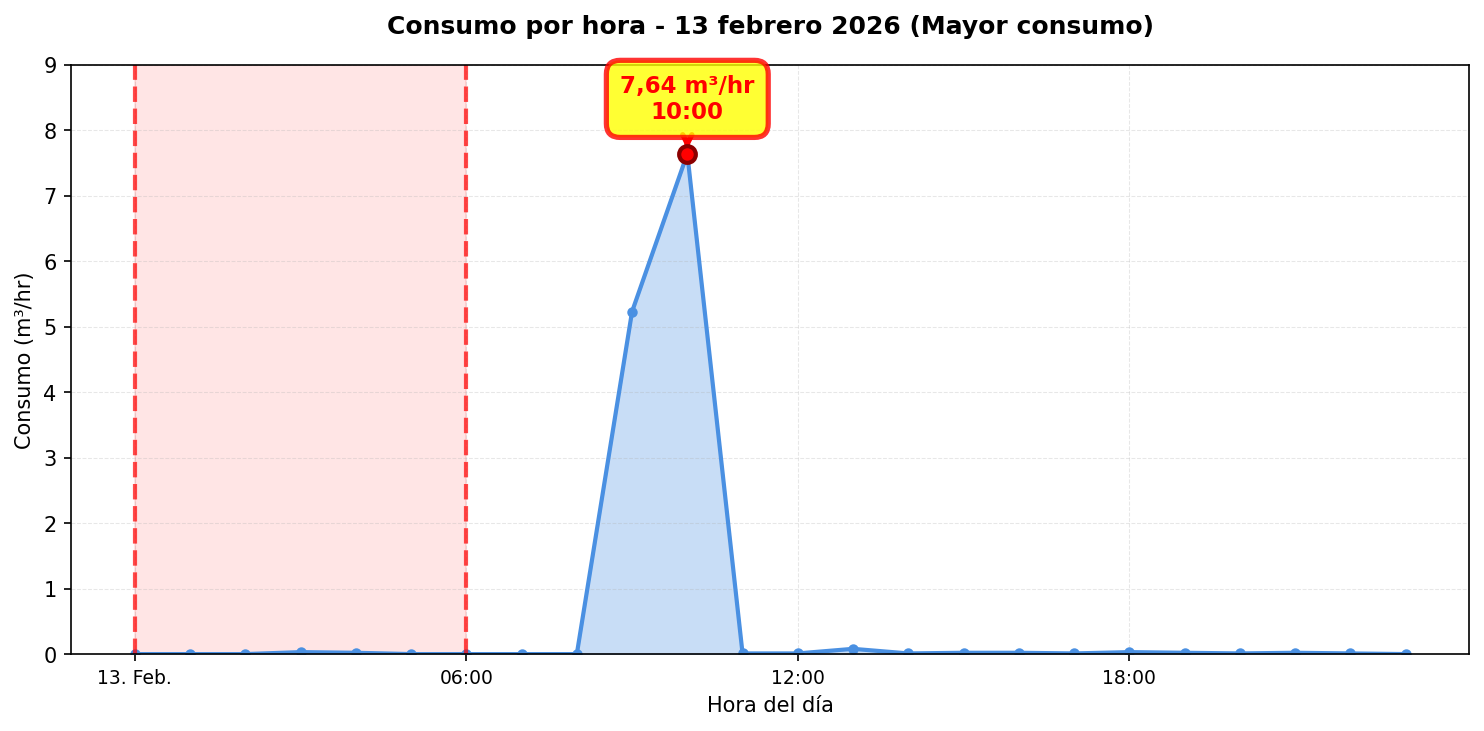 Consumo por hora - 13 febrero 2026 (Mayor consumo)
7,64 m³/hr
10:00
Consumo (m³/hr)
9
8
7
6
5
4
3
2
1
0
13. Feb.
06:00
12:00
18:00
Hora del día